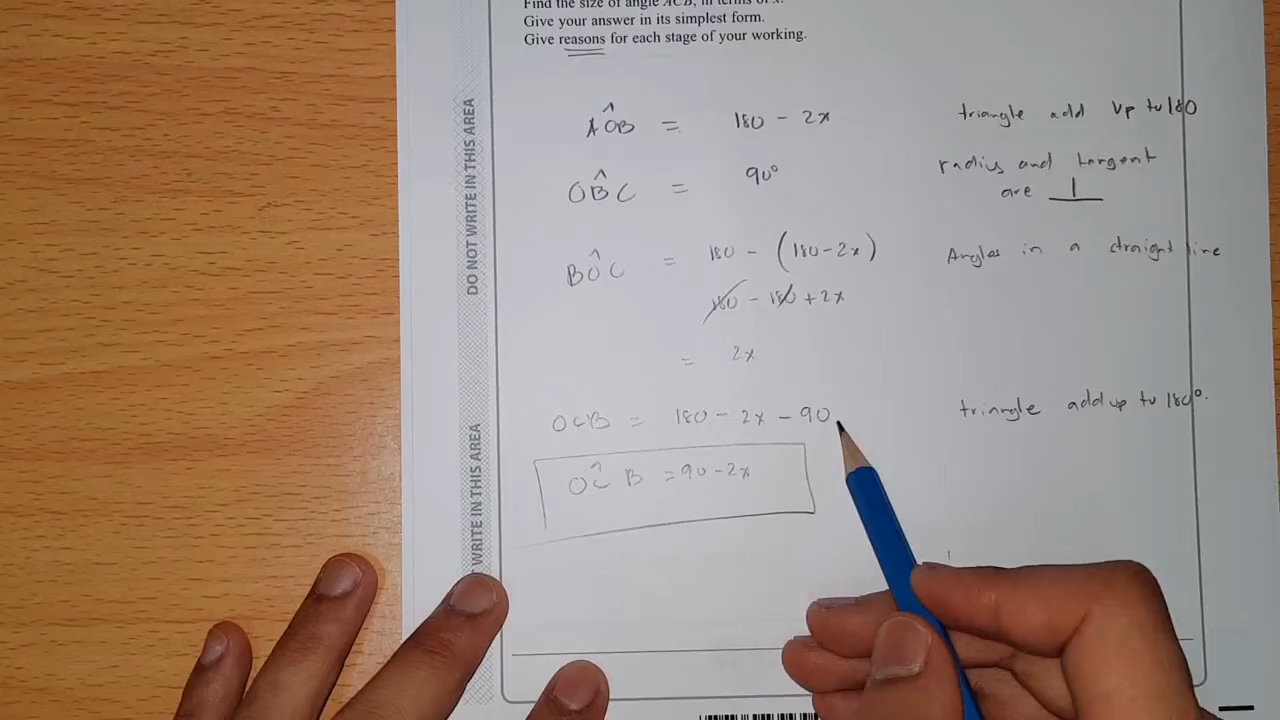 Find the size of angle ACB, in terms of x.
Give your answer in its simplest form.
Give reasons for each stage of your working.
AÔB = 180 - 2x triangle add up to 180
OB̂C = 90° radius and tangent
are ⊥
BÔC = 180 - (180-2x) Angles in a straight line
180 - 180 + 2x
= 2x
OCB = 180 - 2x - 90 triangle add up to 180°.
OĈB = 90-2x
DO NOT WRITE IN THIS AREA
WRITE IN THIS AREA